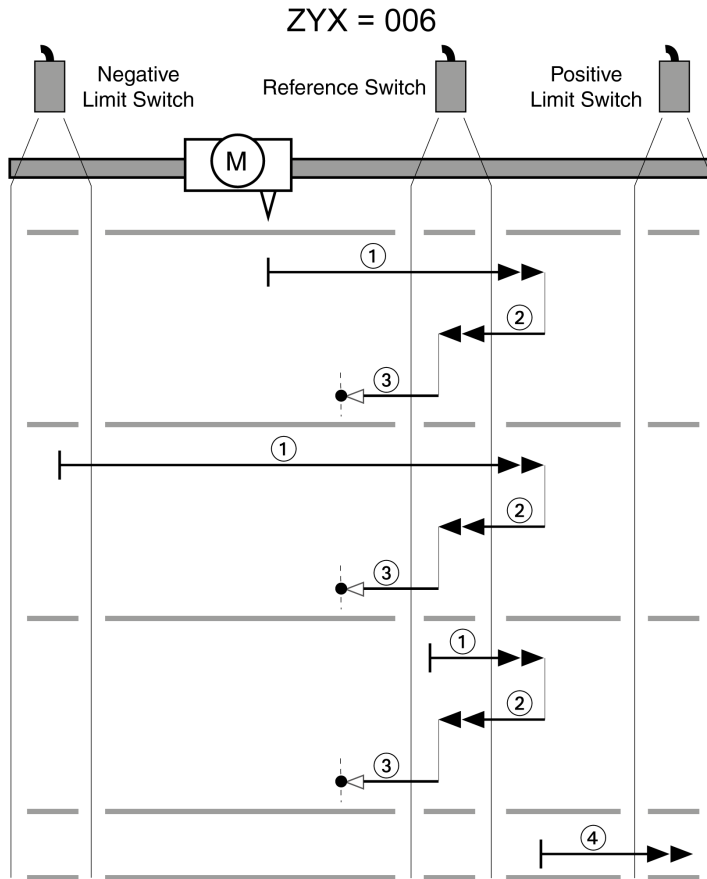 ZYX = 006
Negative
Limit Switch
Reference Switch
Positive
Limit Switch
M
1
2
3
1
2
3
1
2
3
4